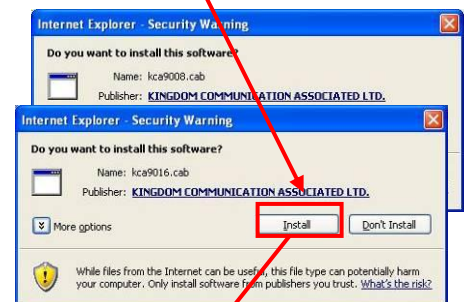 Internet Explorer - Security Warning
Do you want to install this software?
Name: kca9008.cab
Publisher: KINGDOM COMMUNICATION ASSOCIATED LTD.
Internet Explorer - Security Warning
Do you want to install this software?
Name: kca9016.cab
Publisher: KINGDOM COMMUNICATION ASSOCIATED LTD.
More options Install Don't Install
While files from the Internet can be useful, this file type can potentially harm
your computer. Only install software from publishers you trust. What's the risk?